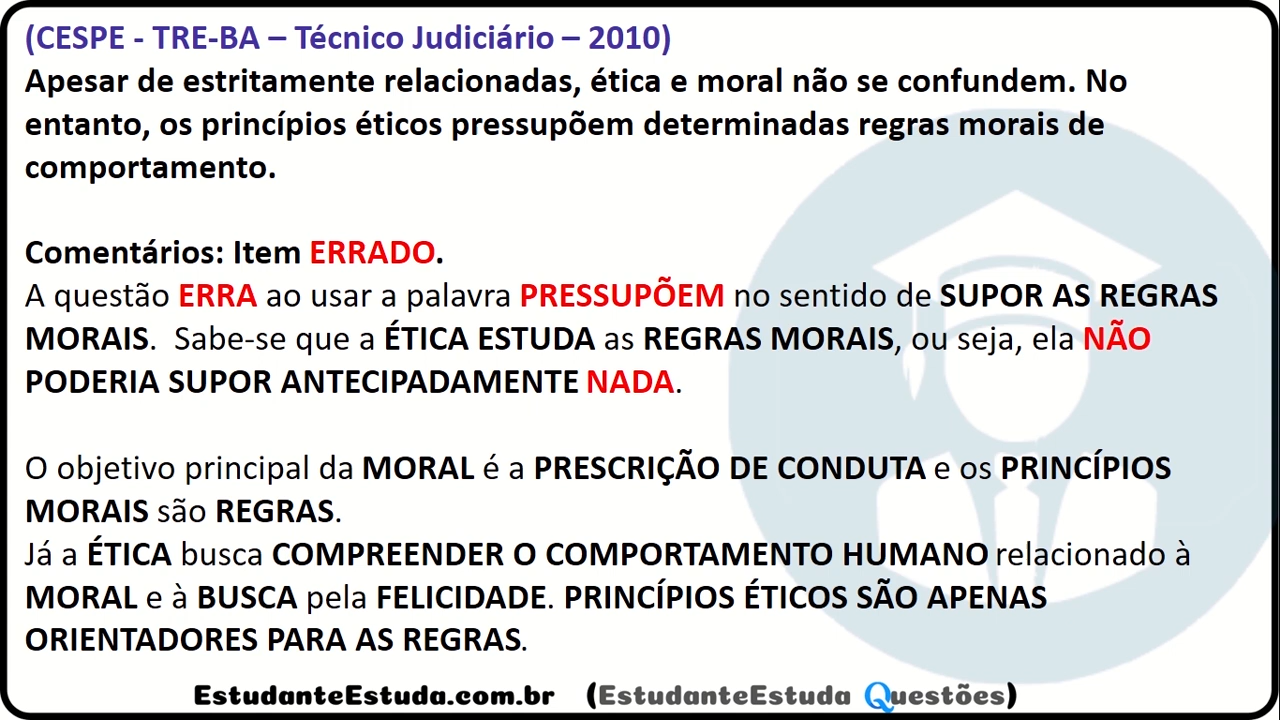 (CESPE - TRE-BA – Técnico Judiciário – 2010)
Apesar de estritamente relacionadas, ética e moral não se confundem. No
entanto, os princípios éticos pressupõem determinadas regras morais de
comportamento.
Comentários: Item ERRADO.
A questão ERRA ao usar a palavra PRESSUPÕEM no sentido de SUPOR AS REGRAS
MORAIS. Sabe-se que a ÉTICA ESTUDA as REGRAS MORAIS, ou seja, ela NÃO
PODERIA SUPOR ANTECIPADAMENTE NADA.
O objetivo principal da MORAL é a PRESCRIÇÃO DE CONDUTA e os PRINCÍPIOS
MORAIS são REGRAS.
Já a ÉTICA busca COMPREENDER O COMPORTAMENTO HUMANO relacionado à
MORAL e à BUSCA pela FELICIDADE. PRINCÍPIOS ÉTICOS SÃO APENAS
ORIENTADORES PARA AS REGRAS.
EstudanteEstuda.com.br (EstudanteEstuda Questões)